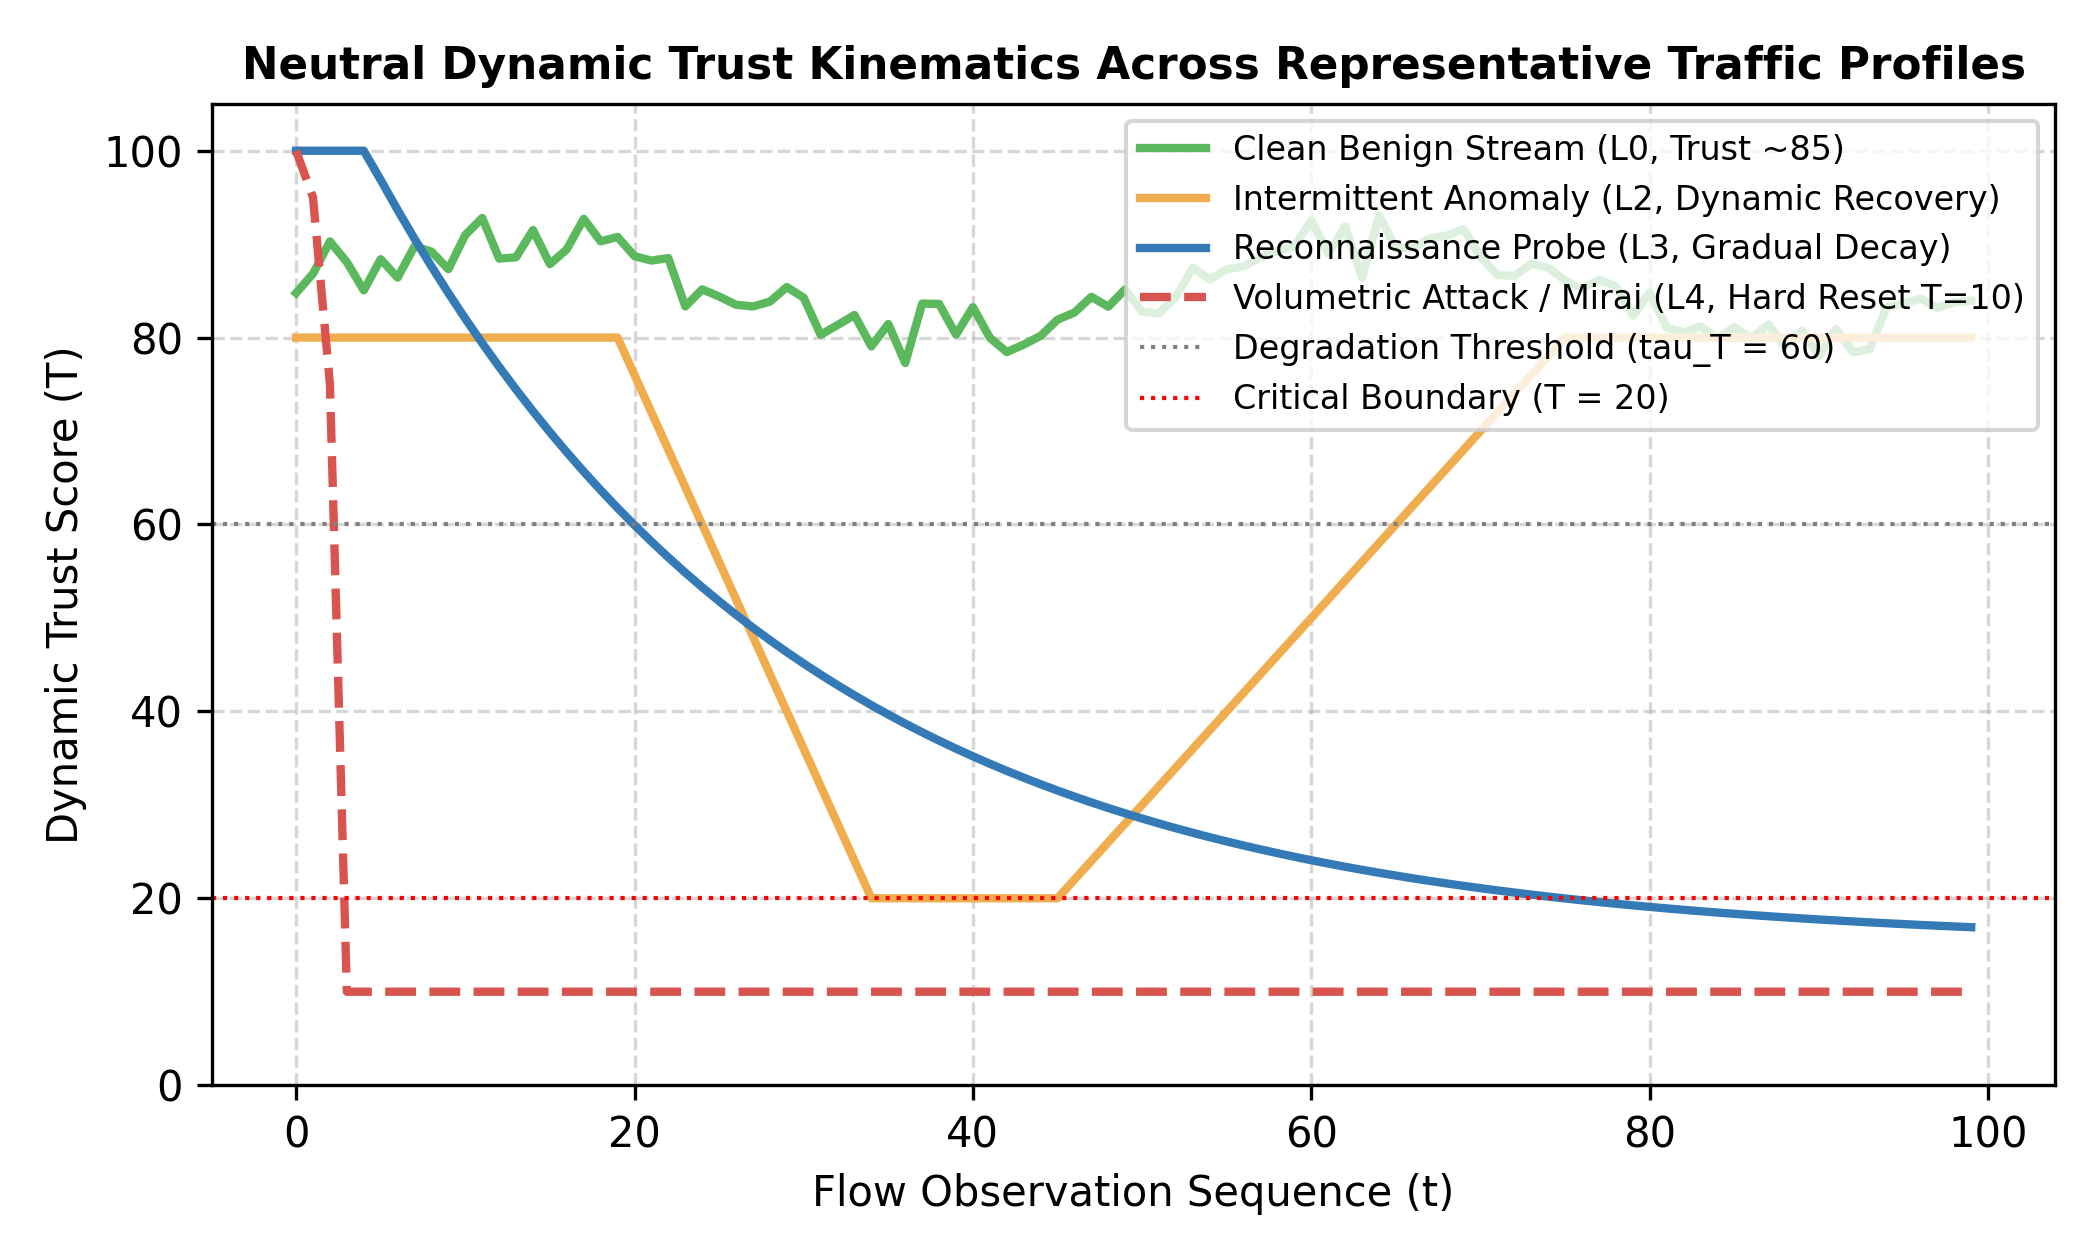 Neutral Dynamic Trust Kinematics Across Representative Traffic Profiles
Dynamic Trust Score (T)
100
80
60
40
20
0
Clean Benign Stream (L0, Trust ~85)
Intermittent Anomaly (L2, Dynamic Recovery)
Reconnaissance Probe (L3, Gradual Decay)
Volumetric Attack / Mirai (L4, Hard Reset T=10)
Degradation Threshold (tau_T = 60)
Critical Boundary (T = 20)
0 20 40 60 80 100
Flow Observation Sequence (t)